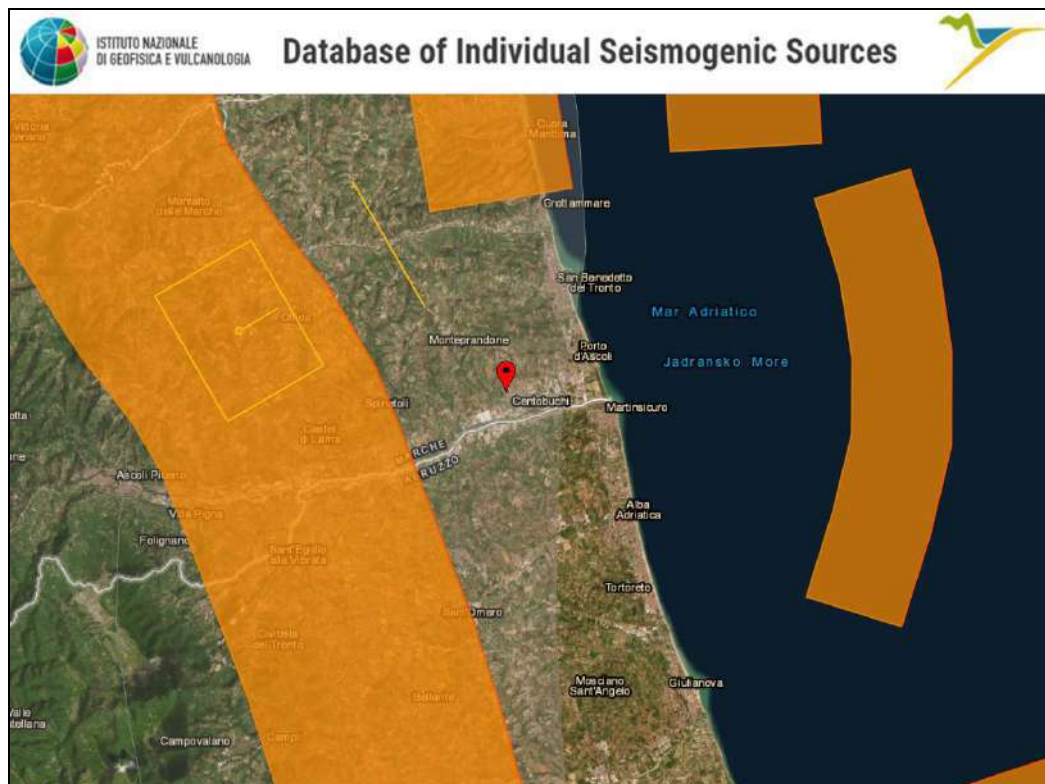 ISTITUTO NAZIONALE
DI GEOFISICA E VULCANOLOGIA
Database of Individual Seismogenic Sources
Cupra
Marittima
Montalto
delle Marche
Grottammare
San Benedetto
del Tronto
Mar Adriatico
Offida
Monteprandone
Porto
d'Ascoli
Jadransko More
Spinetoli
Centobuchi
Martinsicuro
Castel
di Lama
MARCHE
ABRUZZO
Ascoli Piceno
Villa Pigna
Alba
Adriatica
Folignano
Sant'Egidio
alla Vibrata
Tortoreto
Sant'Omero
Civitella
del Tronto
Mosciano
Sant'Angelo
Giulianova
Bellante
Valle
Campovalano
Campli